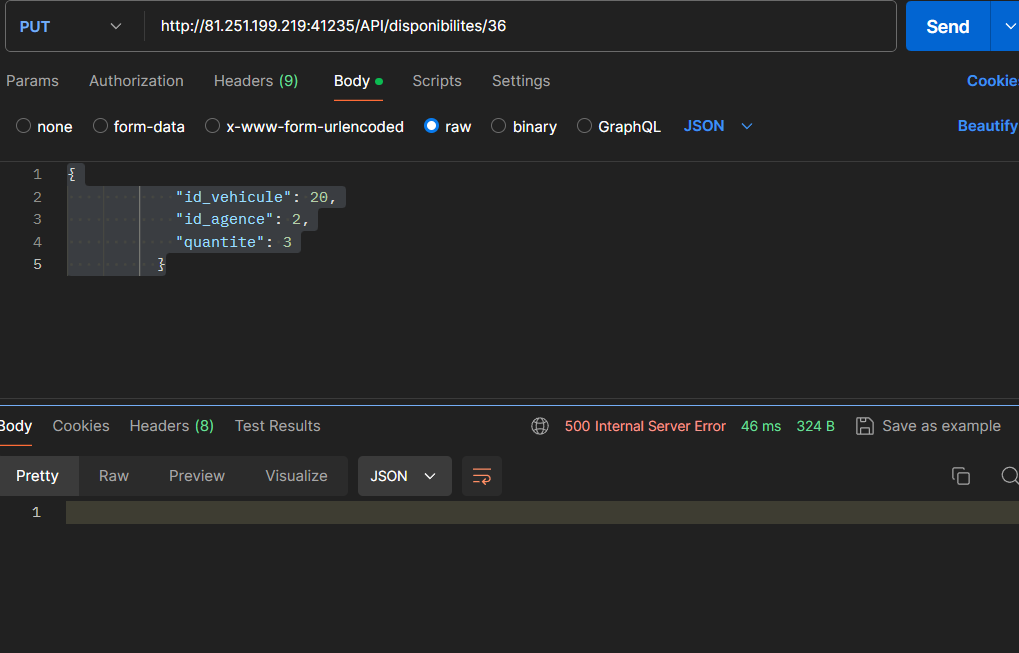 PUT http://81.251.199.219:41235/API/disponibilites/36 Send
Params Authorization Headers (9) Body Scripts Settings Cookies
none form-data x-www-form-urlencoded raw binary GraphQL JSON Beautify
1 {
2 "id_vehicule": 20,
3 "id_agence": 2,
4 "quantite": 3
5 }
Body Cookies Headers (8) Test Results 500 Internal Server Error 46 ms 324 B Save as example
Pretty Raw Preview Visualize JSON
1